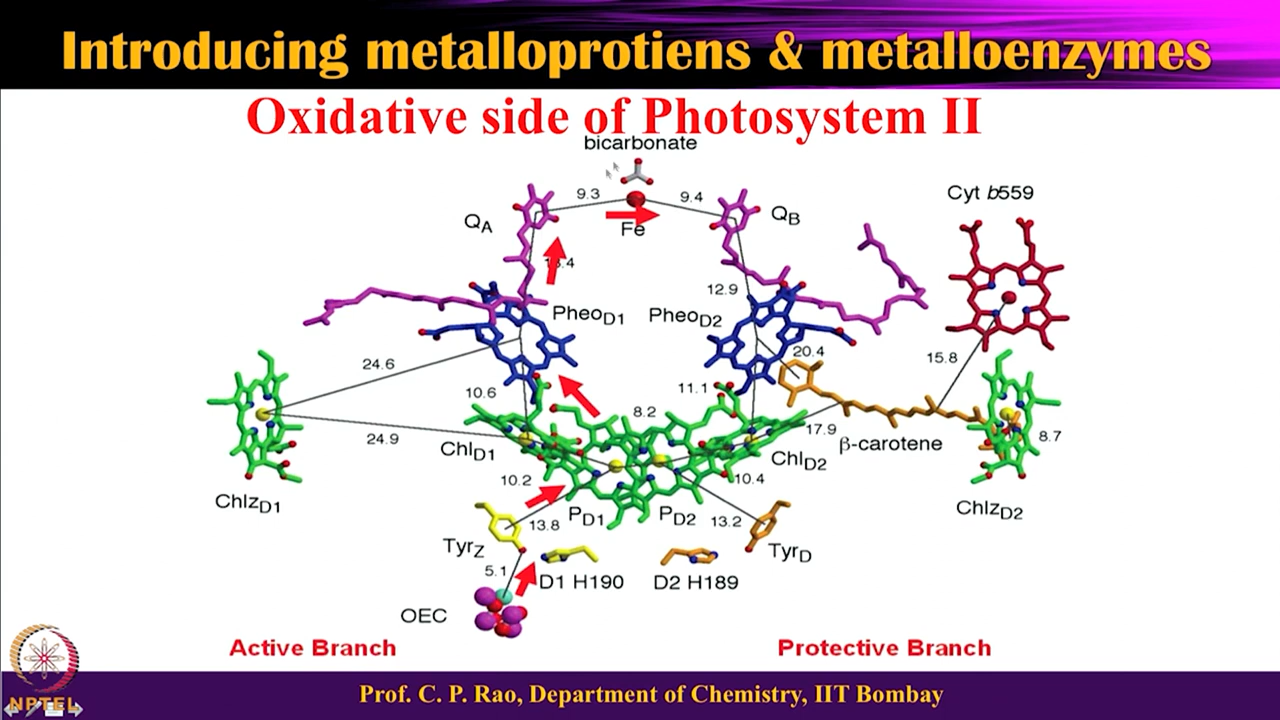 Introducing metalloprotiens & metalloenzymes
Oxidative side of Photosystem II
bicarbonate
9.3
9.4
Cyt b559
QA
Fe
QB
13.4
12.9
PheoD1
PheoD2
24.6
20.4
15.8
10.6
11.1
8.2
24.9
17.9
8.7
ChlD1
ChlD2
β-carotene
10.2
10.4
ChlzD1
ChlzD2
13.8
PD1
PD2
13.2
TyrZ
TyrD
5.1
D1 H190
D2 H189
OEC
Active Branch
Protective Branch
NPTEL
Prof. C. P. Rao, Department of Chemistry, IIT Bombay